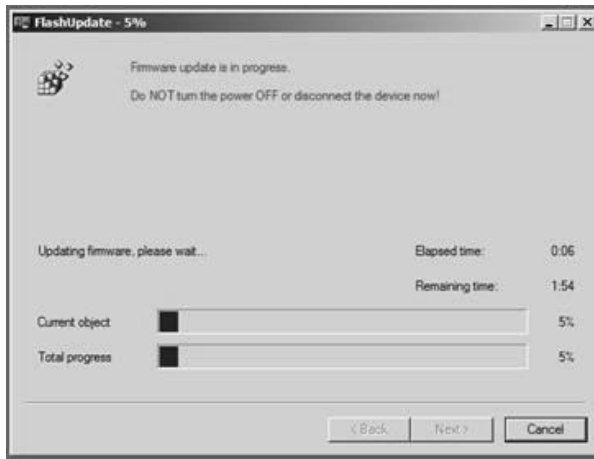 FlashUpdate - 5%
Firmware update is in progress.
Do NOT turn the power OFF or disconnect the device now!
Updating firmware, please wait...
Elapsed time: 0:06
Remaining time: 1:54
Current object 5%
Total progress 5%
< Back Next > Cancel